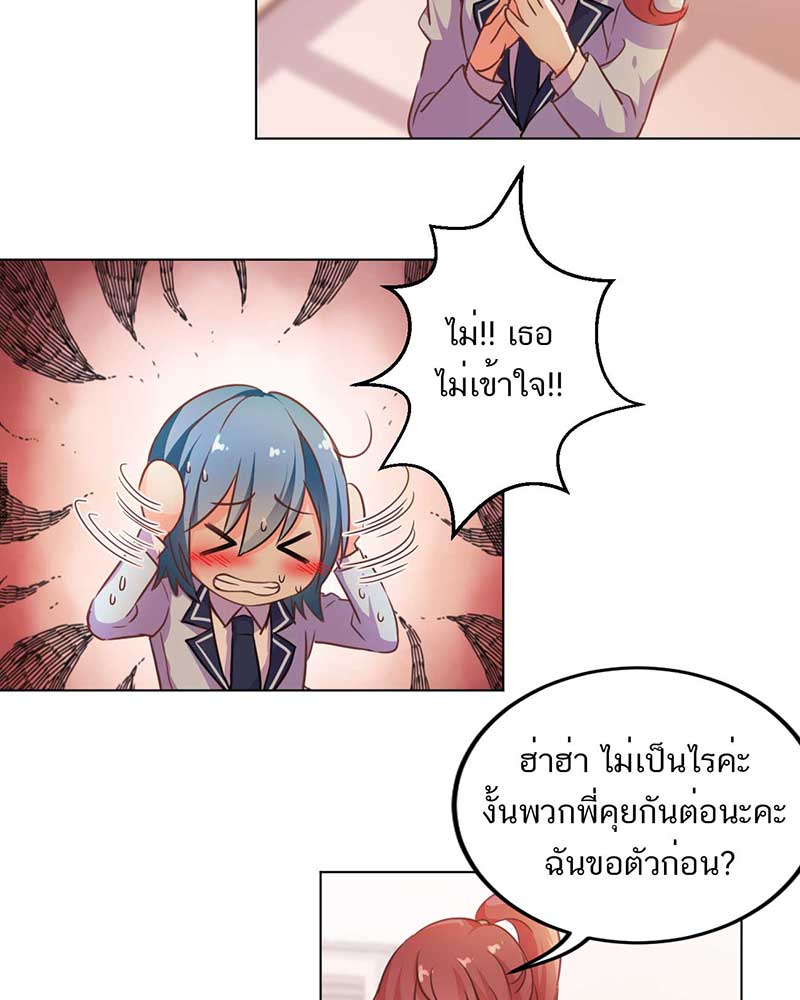 ไม่!! เธอ
ไม่เข้าใจ!!
ฮ่าฮ่า ไม่เป็นไรค่ะ
งั้นพวกพี่คุยกันต่อนะคะ
ฉันขอตัวก่อน?